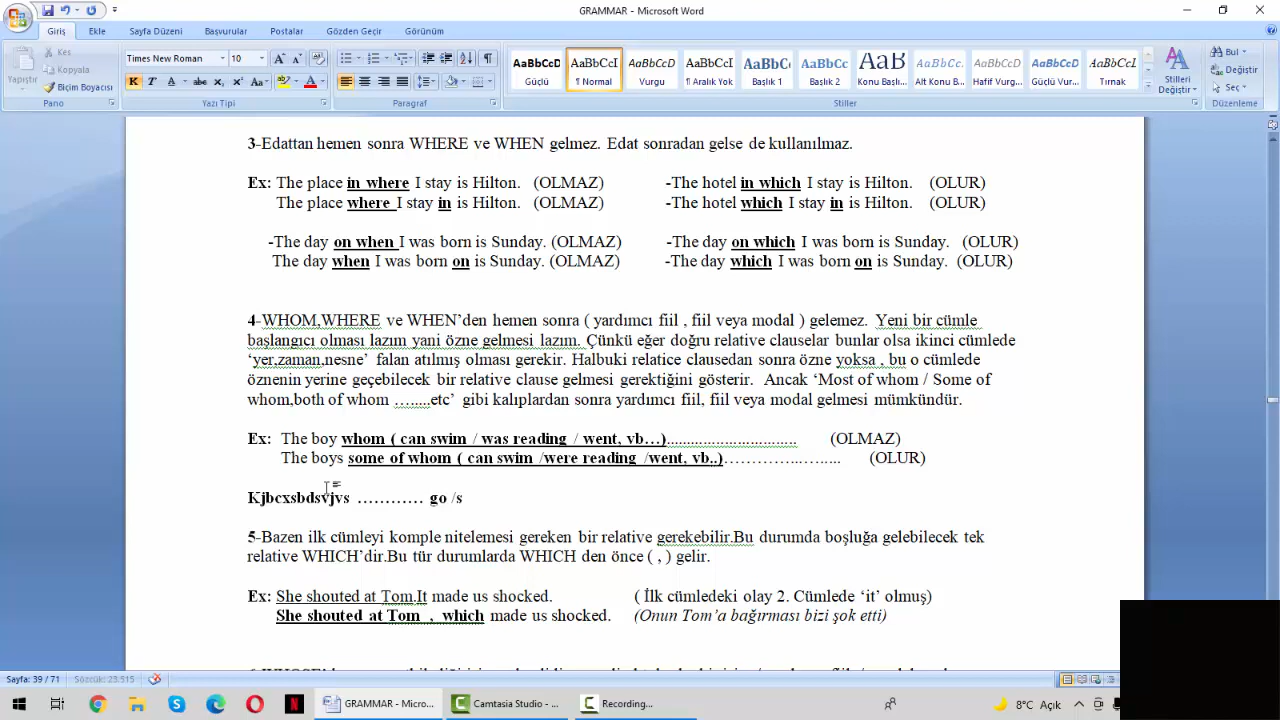 GRAMMAR - Microsoft Word
Giriş Ekle Sayfa Düzeni Başvurular Postalar Gözden Geçir Görünüm
Yapıştır
Kes
Kopyala
Biçim Boyacısı
Pano
Times New Roman 10
Yazı Tipi
Paragraf
AaBbCcD AaBbCcI AaBbCcD AaBbCcI AaBbC AaBbCc AaB AaBbCc. AaBbCcD AaBbCcD AaBbCcI
Güçlü ¶ Normal Vurgu ¶ Aralık Yok Başlık 1 Başlık 2 Konu Başlı... Alt Konu B... Hafif Vurg... Güçlü Vur... Tırnak
Stilleri Değiştir
Stiller
Bul
Değiştir
Seç
Düzenleme
3-Edattan hemen sonra WHERE ve WHEN gelmez. Edat sonradan gelse de kullanılmaz.
Ex: The place in where I stay is Hilton. (OLMAZ) -The hotel in which I stay is Hilton. (OLUR)
The place where I stay in is Hilton. (OLMAZ) -The hotel which I stay in is Hilton. (OLUR)
-The day on when I was born is Sunday. (OLMAZ) -The day on which I was born is Sunday. (OLUR)
The day when I was born on is Sunday. (OLMAZ) -The day which I was born on is Sunday. (OLUR)
4-WHOM,WHERE ve WHEN’den hemen sonra ( yardımcı fiil , fiil veya modal ) gelemez. Yeni bir cümle
başlangıcı olması lazım yani özne gelmesi lazım. Çünkü eğer doğru relative clauselar bunlar olsa ikinci cümlede
‘yer,zaman,nesne’ falan atılmış olması gerekir. Halbuki relatice clausedan sonra özne yoksa , bu o cümlede
öznenin yerine geçebilecek bir relative clause gelmesi gerektiğini gösterir. Ancak ‘Most of whom / Some of
whom,both of whom ….....etc’ gibi kalıplardan sonra yardımcı fiil, fiil veya modal gelmesi mümkündür.
Ex: The boy whom ( can swim / was reading / went, vb…)................................. (OLMAZ)
The boys some of whom ( can swim /were reading /went, vb..)…………..…..... (OLUR)
Kjbcxsbdsvjvs ………… go /s
5-Bazen ilk cümleyi komple nitelemesi gereken bir relative gerekebilir.Bu durumda boşluğa gelebilecek tek
relative WHICH’dir.Bu tür durumlarda WHICH den önce ( , ) gelir.
Ex: She shouted at Tom.It made us shocked. ( İlk cümledeki olay 2. Cümlede ‘it’ olmuş)
She shouted at Tom , which made us shocked. (Onun Tom’a bağırması bizi şok etti)
Sayfa: 39 / 71 Sözcük: 23.515
GRAMMAR - Micro... Camtasia Studio - ... Recording... 8°C Açık